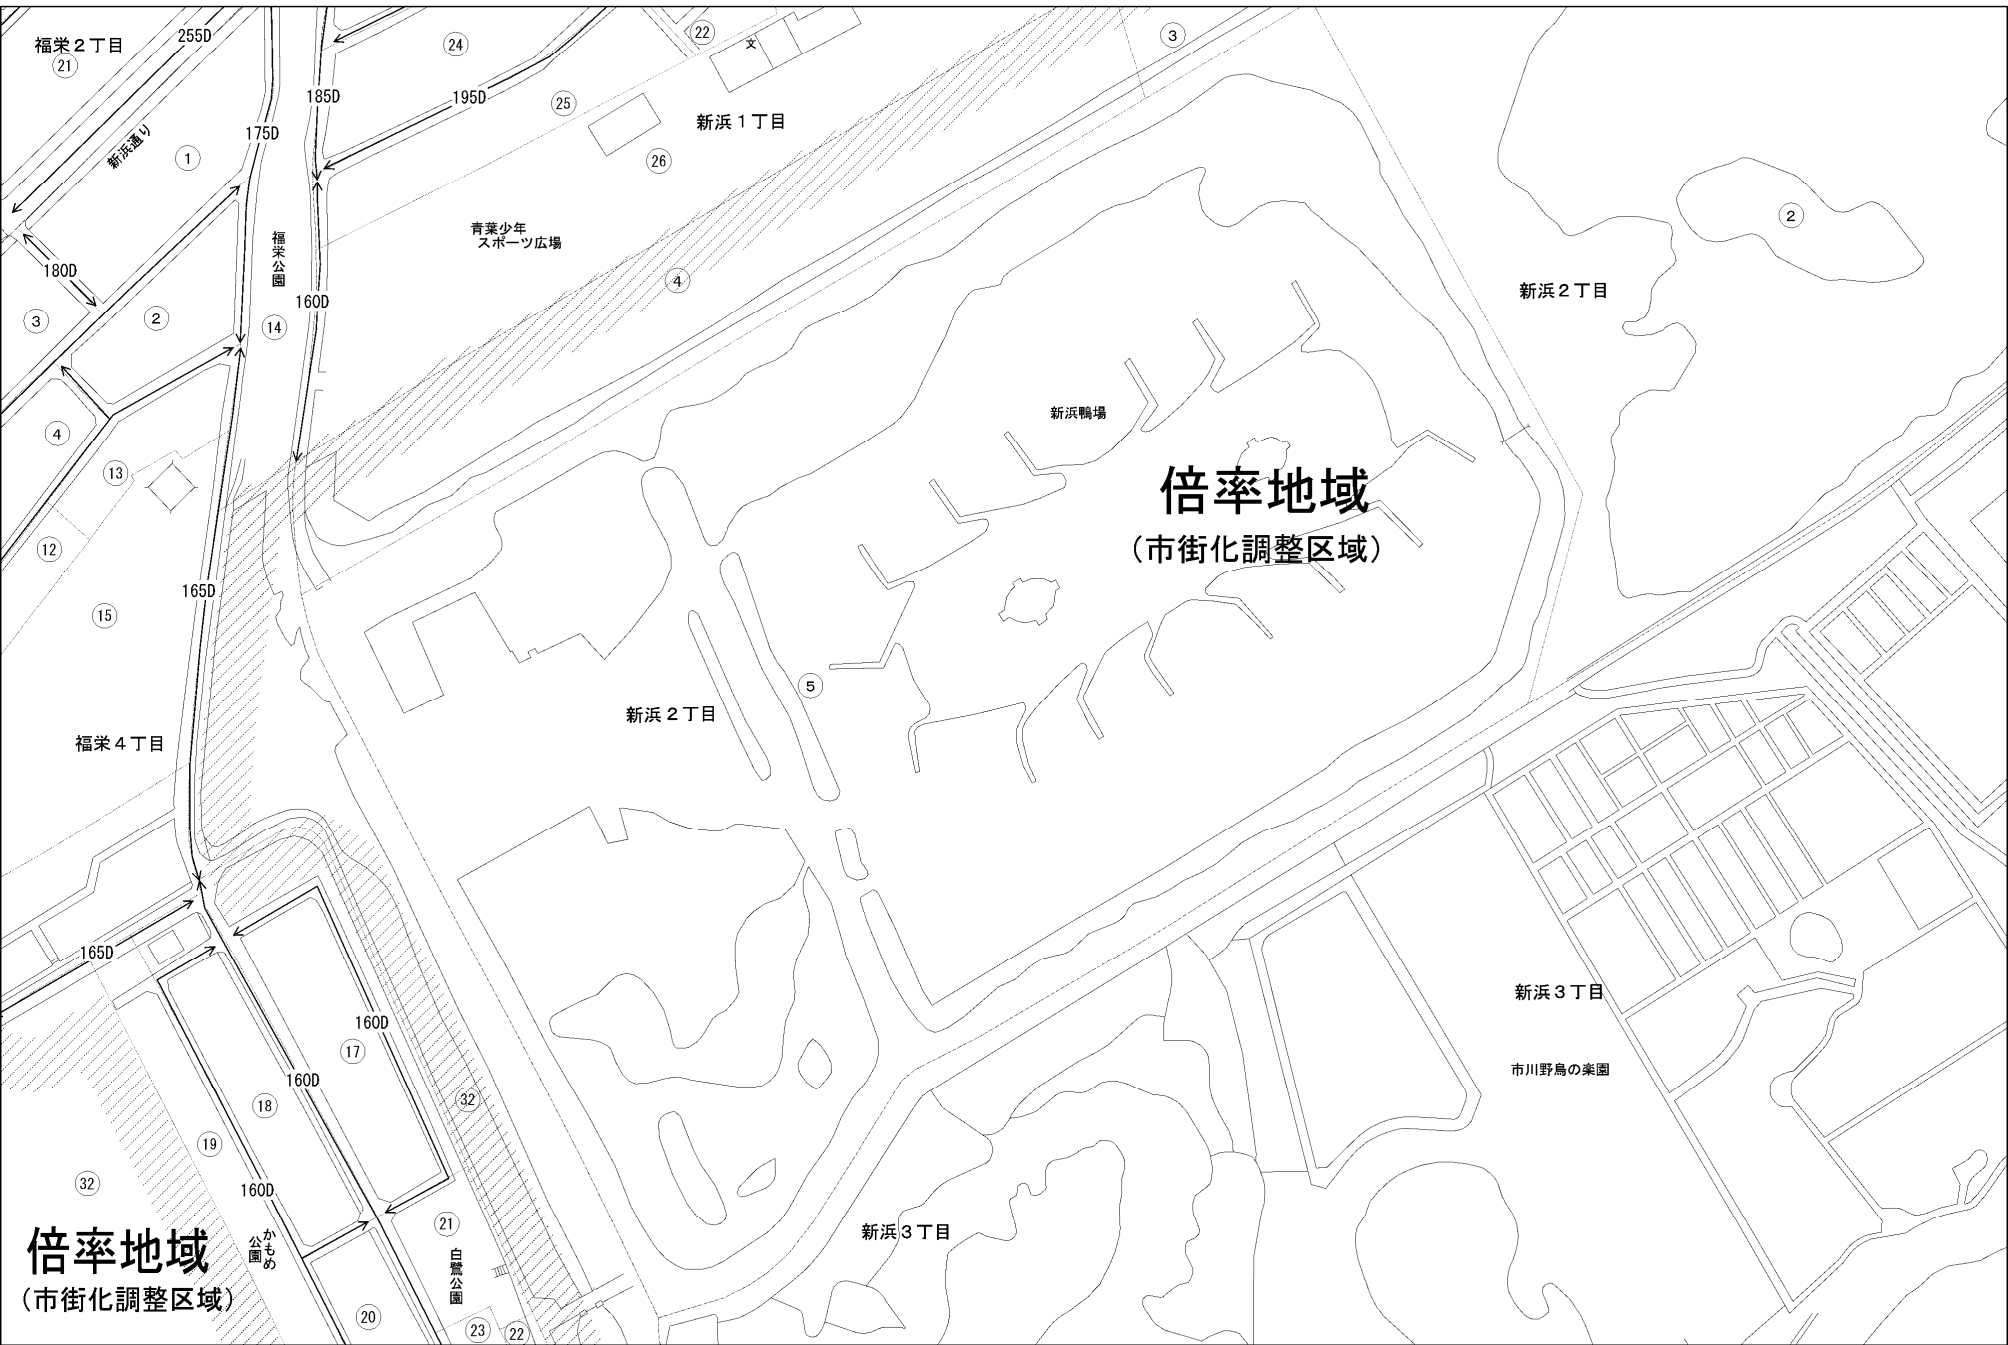 福栄２丁目
21
255D
新浜通り
175D
1
180D
3
2
4
福栄公園
14
185D
195D
24
22
文
25
新浜１丁目
26
青葉少年
スポーツ広場
160D
4
3
2
新浜２丁目
新浜鴨場
倍率地域
（市街化調整区域）
13
12
15
165D
福栄４丁目
新浜２丁目
5
165D
160D
17
160D
18
19
160D
32
32
倍率地域
（市街化調整区域）
かもめ
公園
21
白鷺公園
20
23
22
新浜３丁目
新浜３丁目
市川野鳥の楽園